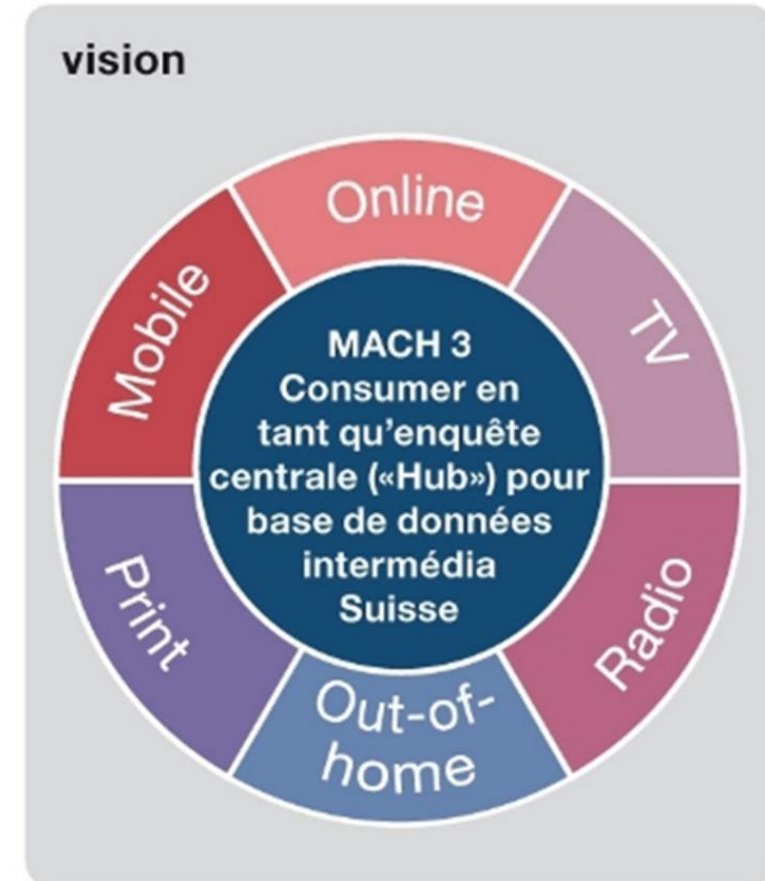 vision
Online
TV
Radio
Out-of-
home
Print
Mobile
MACH 3
Consumer en
tant qu'enquête
centrale («Hub») pour
base de données
intermédia
Suisse